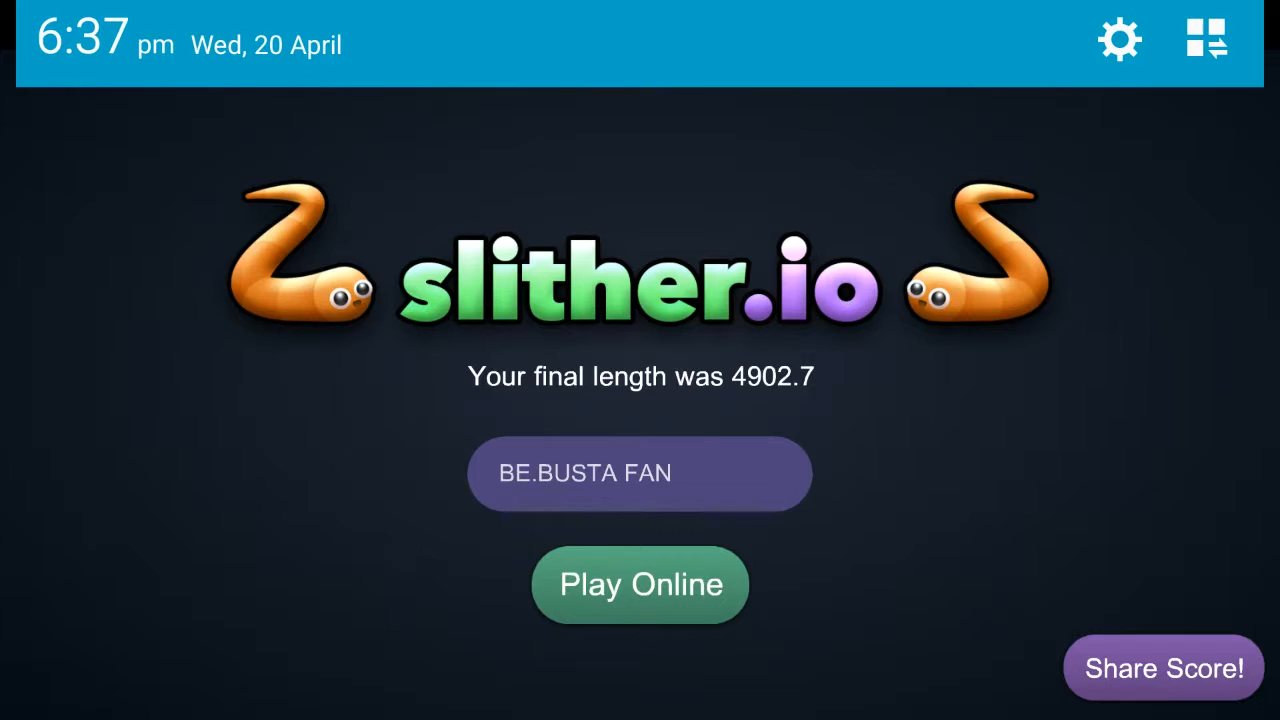 6:37 pm Wed, 20 April
slither.io
Your final length was 4902.7
BE.BUSTA FAN
Play Online
Share Score!